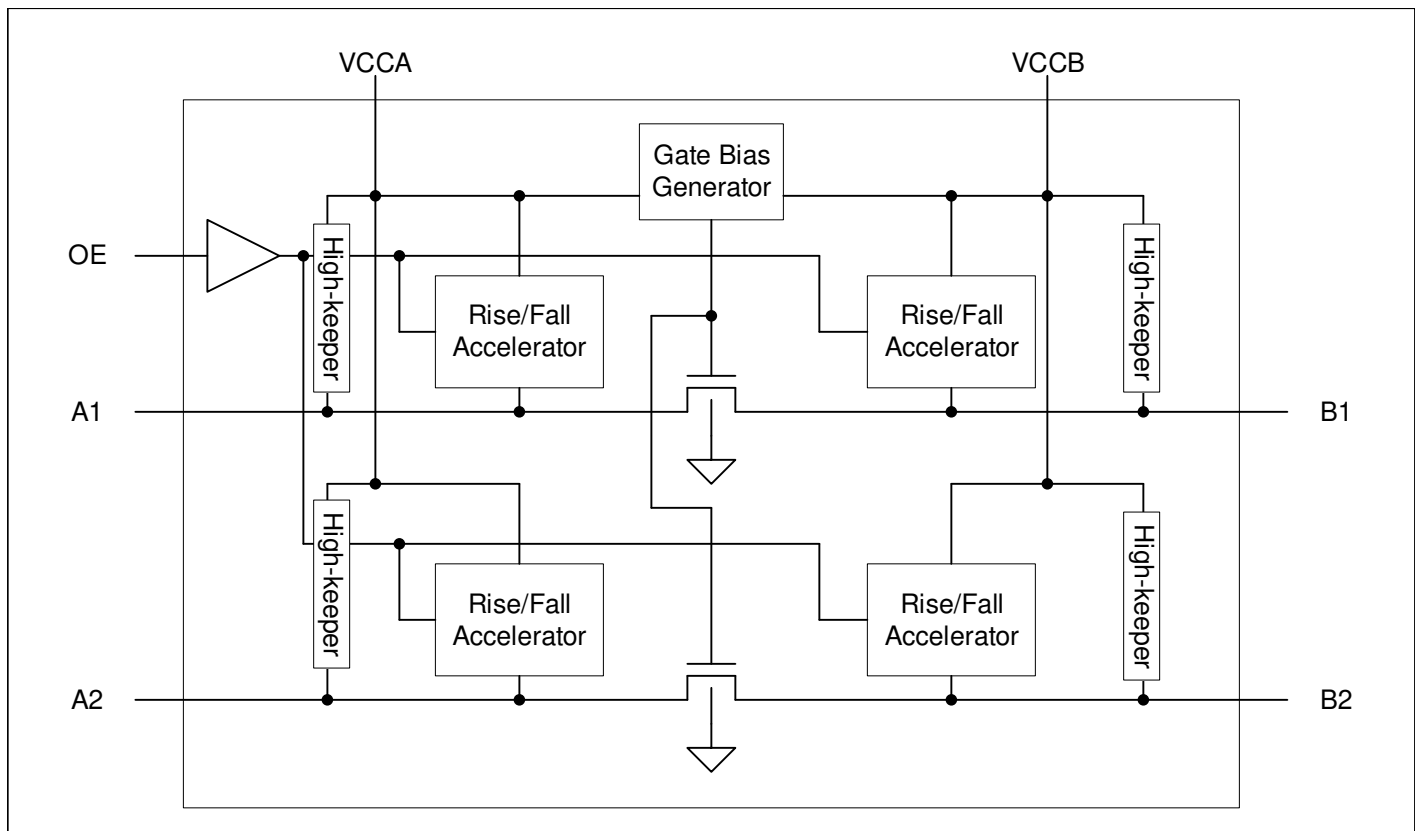 VCCA
VCCB
Gate Bias
Generator
OE
High-keeper
Rise/Fall
Accelerator
Rise/Fall
Accelerator
High-keeper
A1
B1
High-keeper
Rise/Fall
Accelerator
Rise/Fall
Accelerator
High-keeper
A2
B2